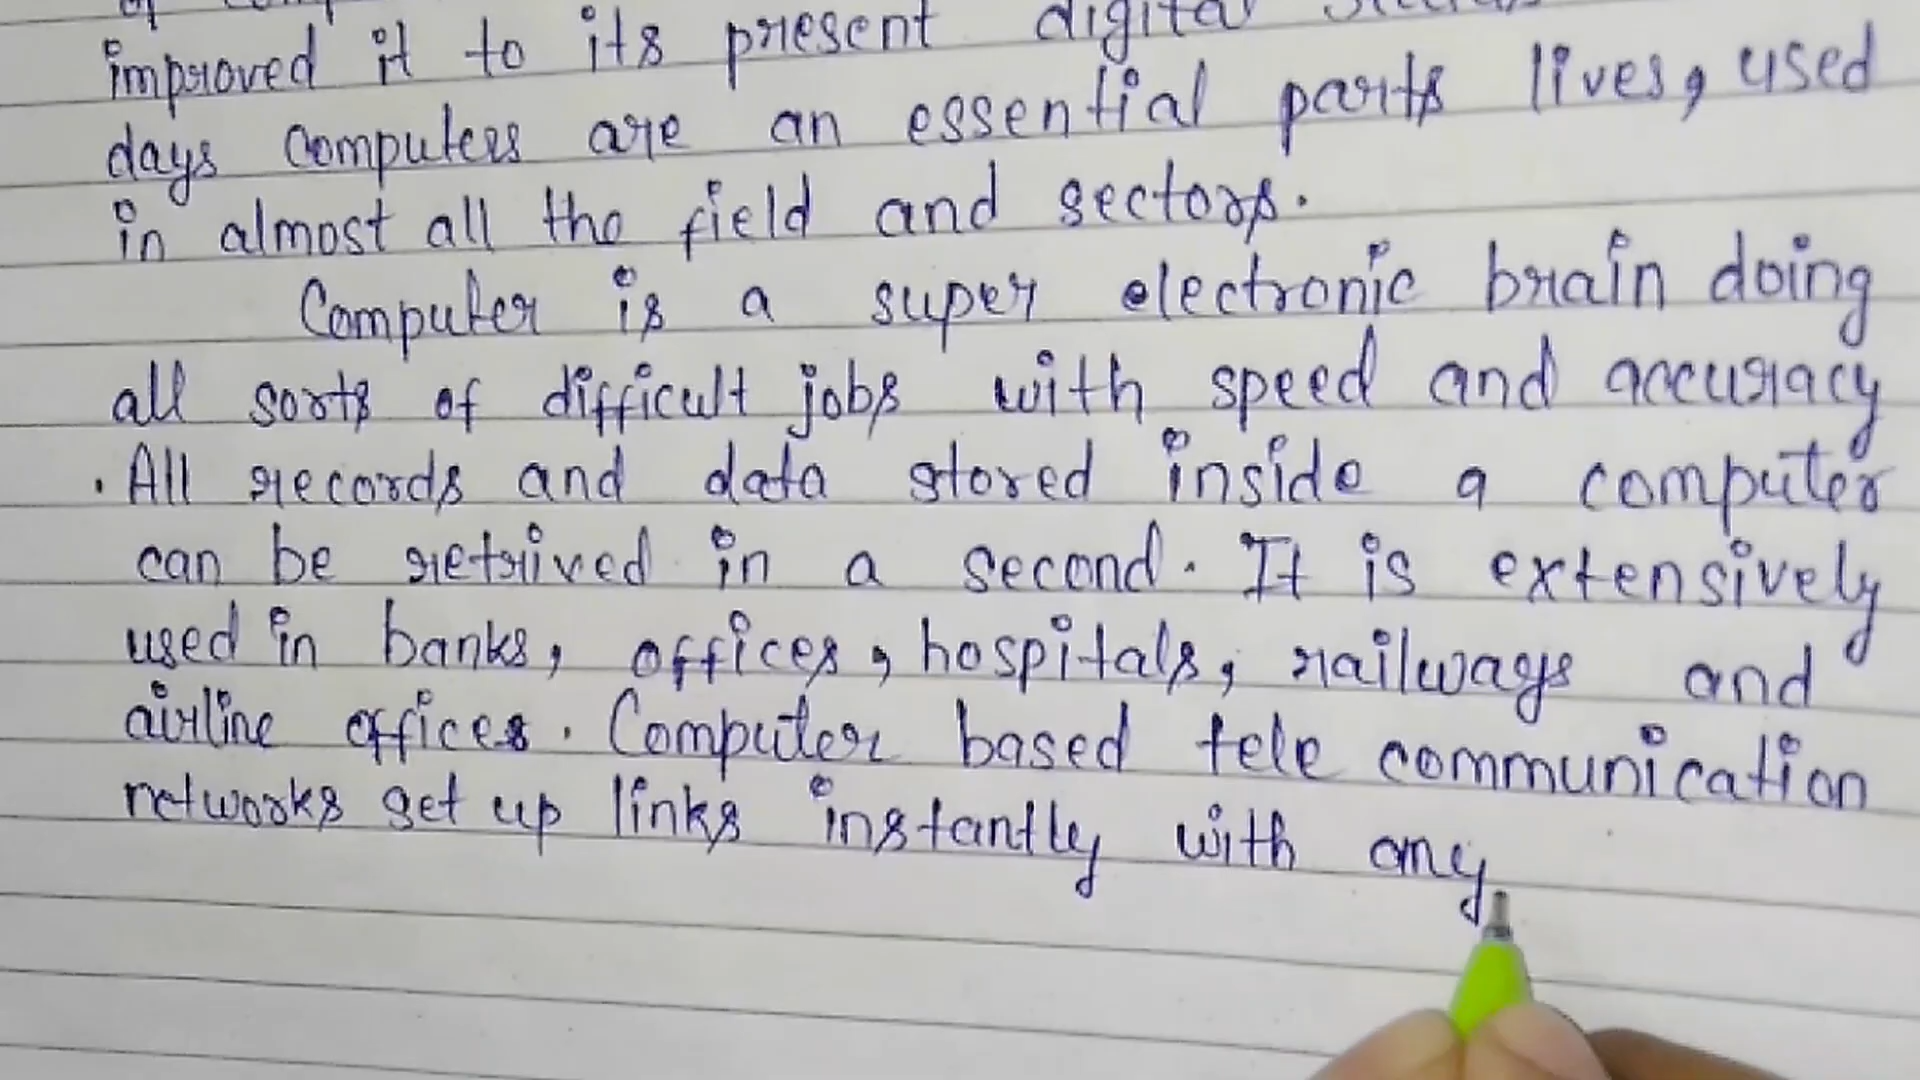 of
improved it to its present digital
days computers are an essential parts lives, used
in almost all the field and sectors.
Computer is a super electronic brain doing
all sorts of difficult jobs with speed and accuracy
. All records and data stored inside a computer
can be retrived in a second. It is extensively
used in banks, offices, hospitals, railways and
airline offices. Computer based tele communication
networks set up links instantly with any